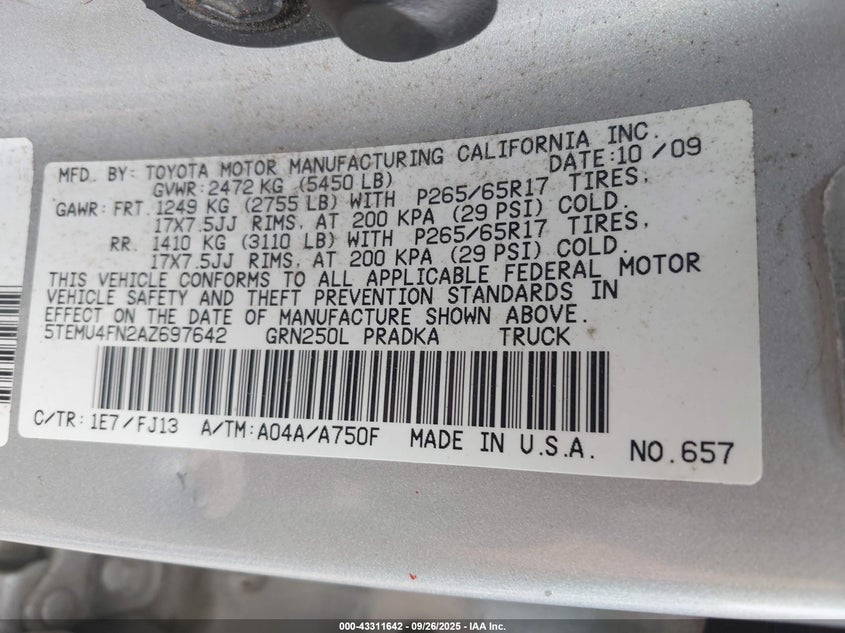 MFD. BY: TOYOTA MOTOR MANUFACTURING CALIFORNIA INC.
GVWR: 2472 KG (5450 LB) DATE: 10 / 09
GAWR: FRT. 1249 KG (2755 LB) WITH P265/65R17 TIRES,
17X7.5JJ RIMS, AT 200 KPA (29 PSI) COLD.
RR. 1410 KG (3110 LB) WITH P265/65R17 TIRES,
17X7.5JJ RIMS, AT 200 KPA (29 PSI) COLD.
THIS VEHICLE CONFORMS TO ALL APPLICABLE FEDERAL MOTOR
VEHICLE SAFETY AND THEFT PREVENTION STANDARDS IN
EFFECT ON THE DATE OF MANUFACTURE SHOWN ABOVE.
5TEMU4FN2AZ697642 GRN250L PRADKA TRUCK
C/TR: 1E7/FJ13 A/TM: A04A/A750F MADE IN U.S.A. NO.657
000-43311642 - 09/26/2025 - IAA Inc.